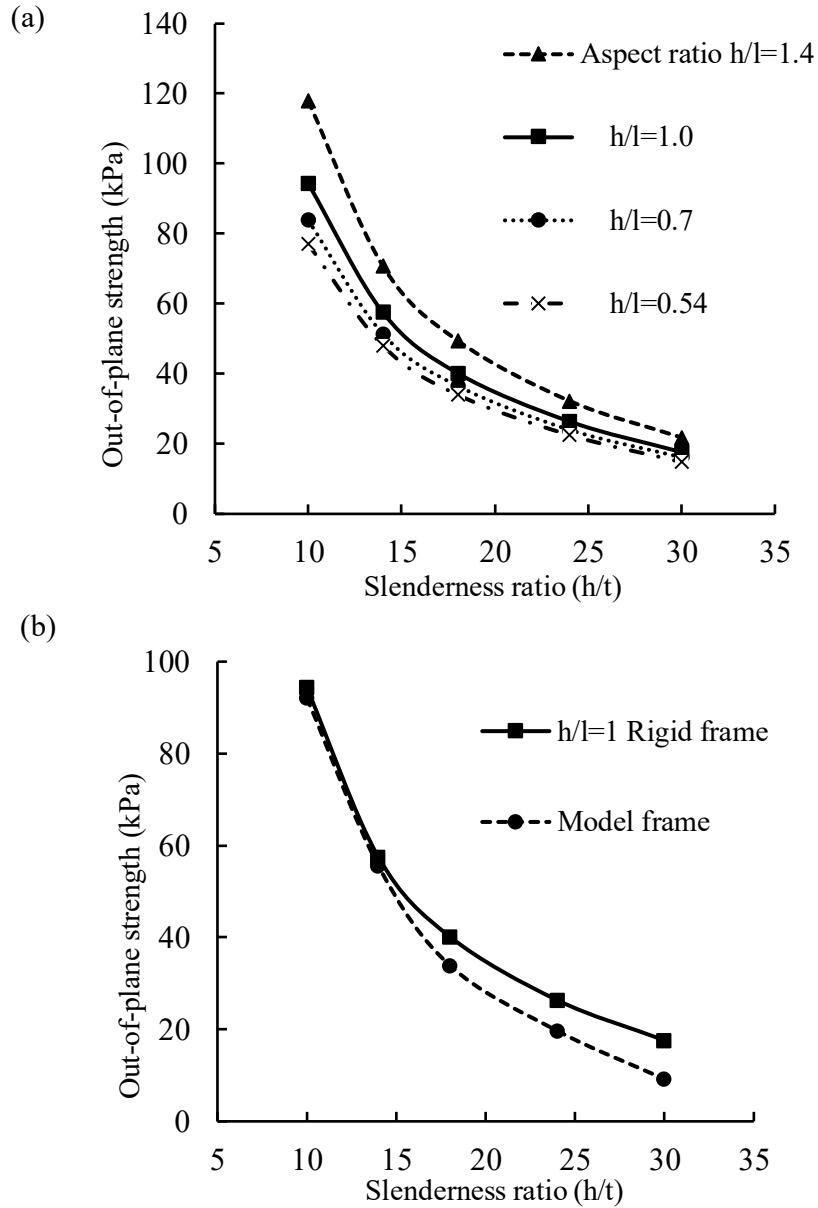 (a)
140
120
100
80
60
40
20
0
Out-of-plane strength (kPa)
Aspect ratio h/l=1.4
h/l=1.0
h/l=0.7
h/l=0.54
5 10 15 20 25 30 35
Slenderness ratio (h/t)
(b)
100
80
60
40
20
0
Out-of-plane strength (kPa)
h/l=1 Rigid frame
Model frame
5 10 15 20 25 30 35
Slenderness ratio (h/t)